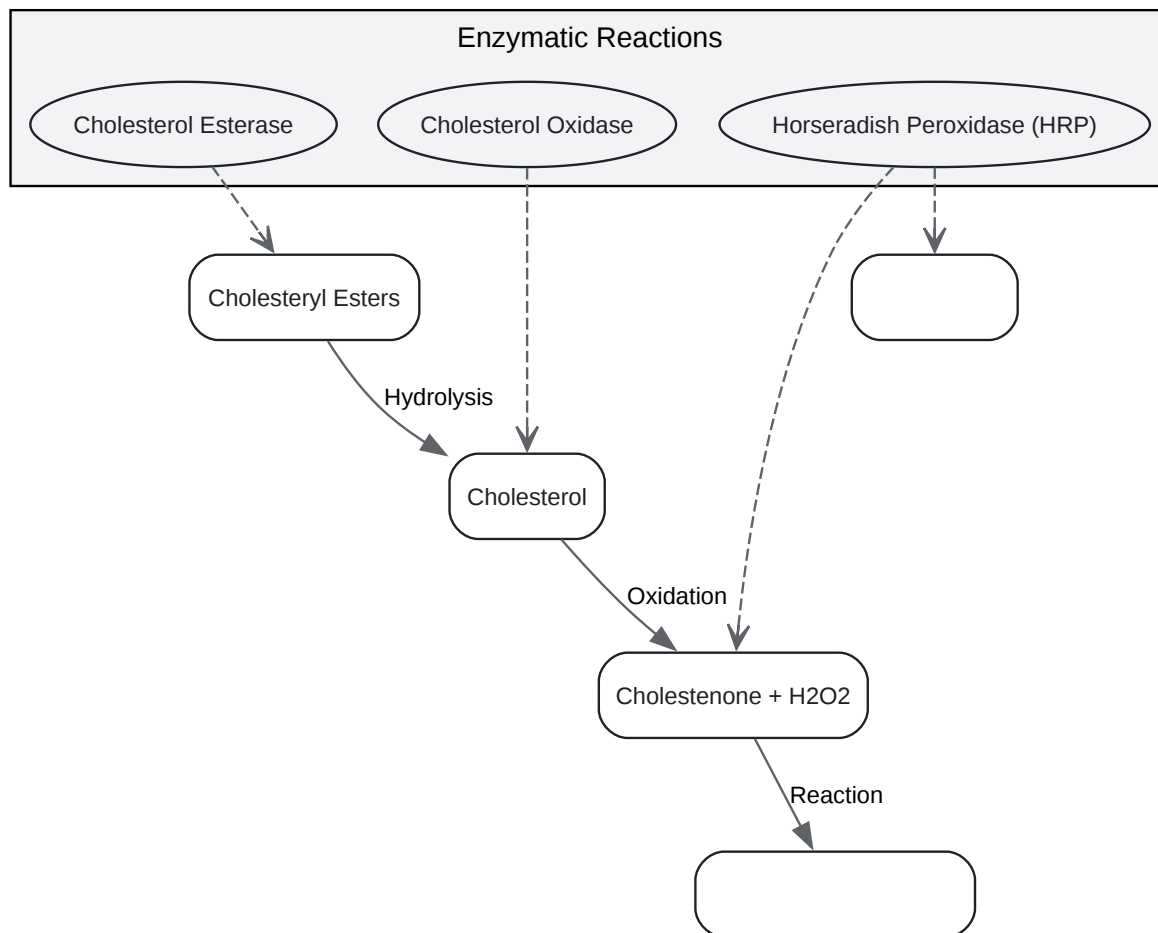 Enzymatic Reactions
Cholesterol Esterase
Cholesterol Oxidase
Horseradish Peroxidase (HRP)
Cholesteryl Esters
Hydrolysis
Cholesterol
Oxidation
Cholestenone + H2O2
Reaction